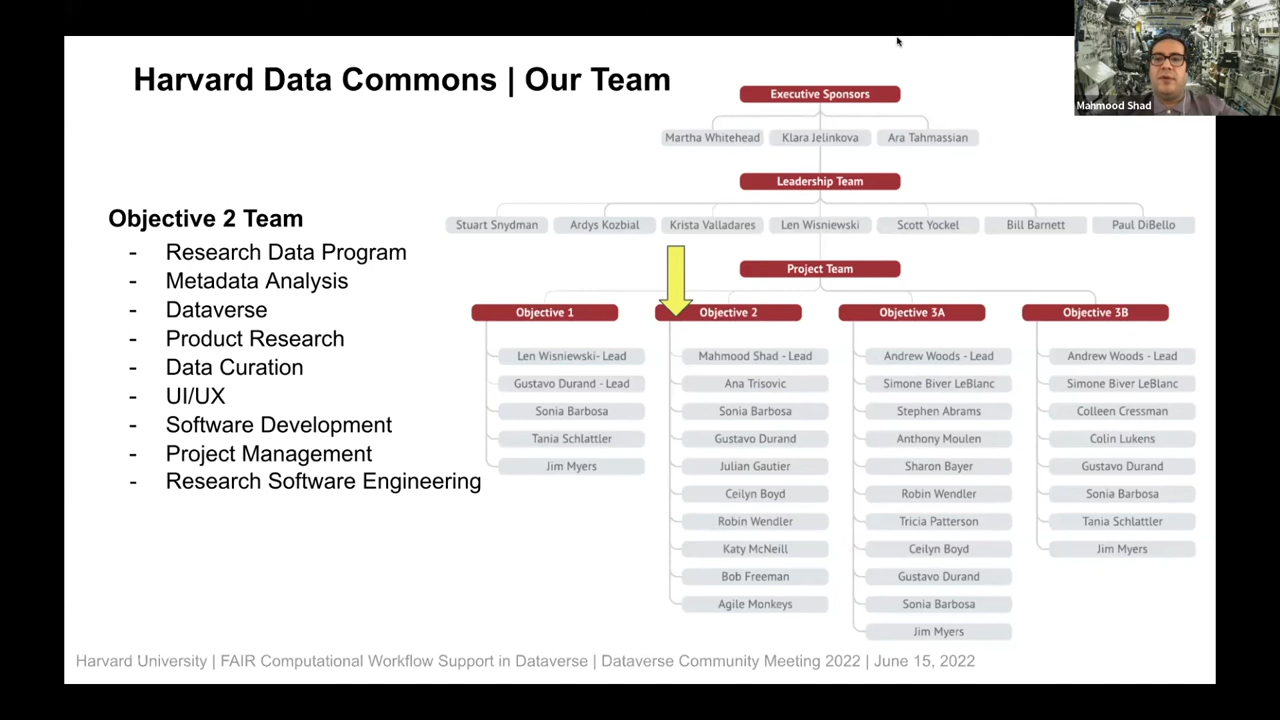 Harvard Data Commons | Our Team
Mahmood Shad
Executive Sponsors
Martha Whitehead
Klara Jelinkova
Ara Tahmassian
Leadership Team
Stuart Snydman
Ardys Kozbial
Krista Valladares
Len Wisniewski
Scott Yockel
Bill Barnett
Paul DiBello
Project Team
Objective 2 Team
- Research Data Program
- Metadata Analysis
- Dataverse
- Product Research
- Data Curation
- UI/UX
- Software Development
- Project Management
- Research Software Engineering
Objective 1
Len Wisniewski- Lead
Gustavo Durand - Lead
Sonia Barbosa
Tania Schlattler
Jim Myers
Objective 2
Mahmood Shad - Lead
Ana Trisovic
Sonia Barbosa
Gustavo Durand
Julian Gautier
Ceilyn Boyd
Robin Wendler
Katy McNeill
Bob Freeman
Agile Monkeys
Objective 3A
Andrew Woods - Lead
Simone Biver LeBlanc
Stephen Abrams
Anthony Moulen
Sharon Bayer
Robin Wendler
Tricia Patterson
Ceilyn Boyd
Gustavo Durand
Sonia Barbosa
Jim Myers
Objective 3B
Andrew Woods - Lead
Simone Biver LeBlanc
Colleen Cressman
Colin Lukens
Gustavo Durand
Sonia Barbosa
Tania Schlattler
Jim Myers
Harvard University | FAIR Computational Workflow Support in Dataverse | Dataverse Community Meeting 2022 | June 15, 2022